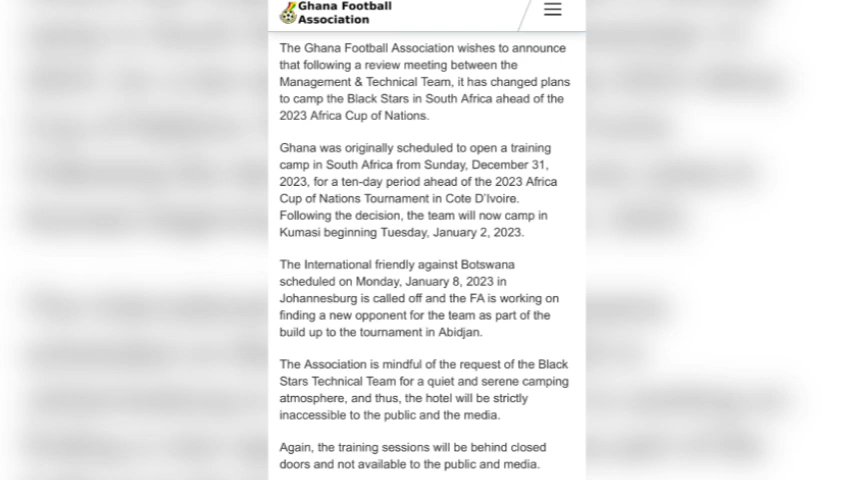 Ghana Football
Association
The Ghana Football Association wishes to announce
that following a review meeting between the
Management & Technical Team, it has changed plans
to camp the Black Stars in South Africa ahead of the
2023 Africa Cup of Nations.
Ghana was originally scheduled to open a training
camp in South Africa from Sunday, December 31,
2023, for a ten-day period ahead of the 2023 Africa
Cup of Nations Tournament in Cote D'Ivoire.
Following the decision, the team will now camp in
Kumasi beginning Tuesday, January 2, 2023.
The International friendly against Botswana
scheduled on Monday, January 8, 2023 in
Johannesburg is called off and the FA is working on
finding a new opponent for the team as part of the
build up to the tournament in Abidjan.
The Association is mindful of the request of the Black
Stars Technical Team for a quiet and serene camping
atmosphere, and thus, the hotel will be strictly
inaccessible to the public and the media.
Again, the training sessions will be behind closed
doors and not available to the public and media.